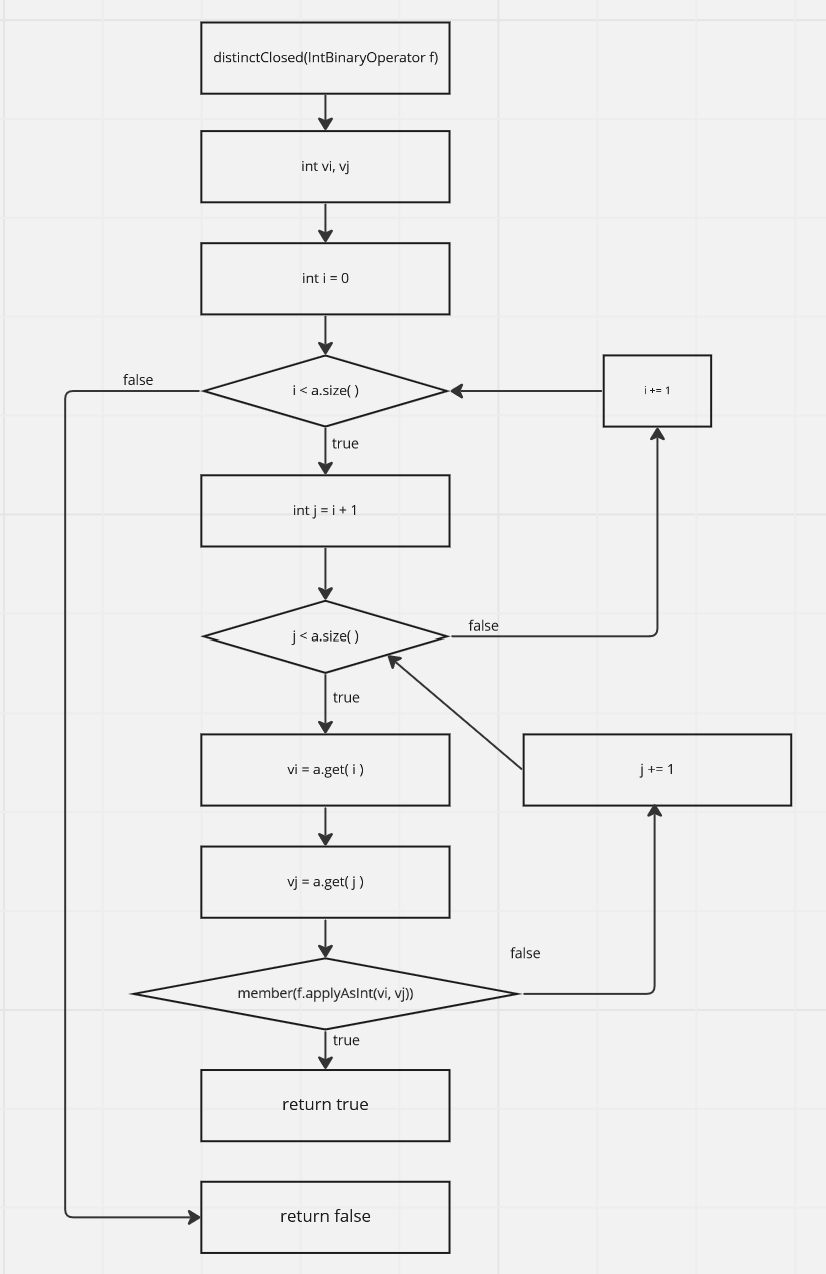 distinctClosed(IntBinaryOperator f)
int vi, vj
int i = 0
false
i < a.size( )
i += 1
true
int j = i + 1
j < a.size( )
false
true
vi = a.get( i )
j += 1
vj = a.get( j )
false
member(f.applyAsInt(vi, vj))
true
return true
return false